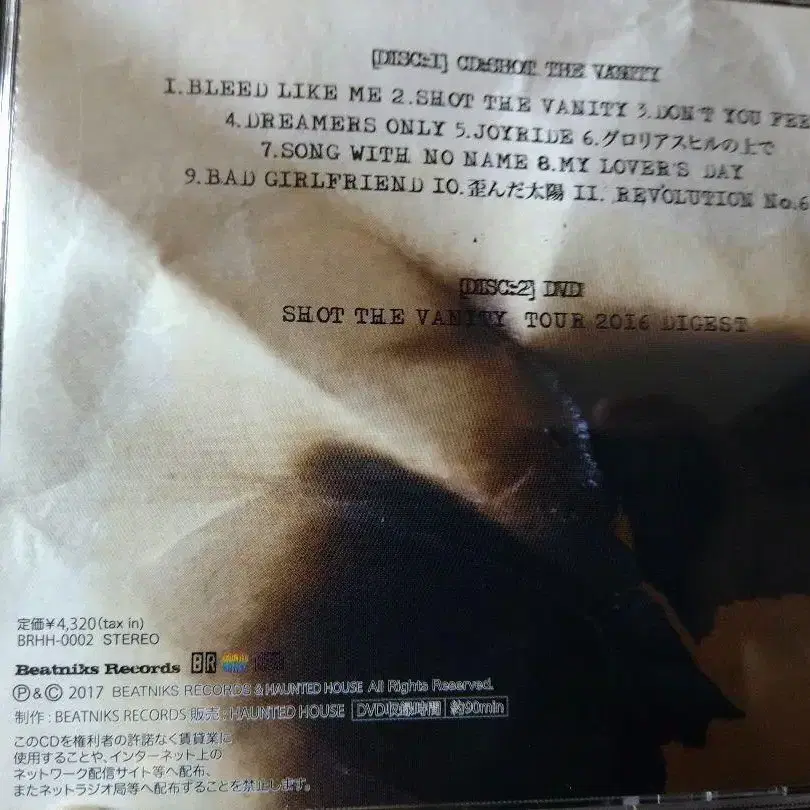 [DISC:1] CD:SHOT THE VANITY
1.BLEED LIKE ME 2.SHOT THE VANITY 3.DON'T YOU FEE
4.DREAMERS ONLY 5.JOYRIDE 6.グロリアスヒルの上で
7.SONG WITH NO NAME 8.MY LOVER'S DAY
9.BAD GIRLFRIEND 10.歪んだ太陽 11. REVOLUTION No.6
[DISC:2] DVD
SHOT THE VANITY TOUR 2016 DIGEST
定価¥4,320(tax in)
BRHH-0002 STEREO
Beatniks Records BR
Ⓟ&Ⓒ 2017 BEATNIKS RECORDS & HAUNTED HOUSE All Rights Reserved.
制作:BEATNIKS RECORDS 販売:HAUNTED HOUSE DVD収録時間 約90min
このCDを権利者の許諾なく賃貸業に
使用することや、インターネット上の
ネットワーク配信サイト等へ配布、
またネットラジオ局等へ配布することを禁止します。